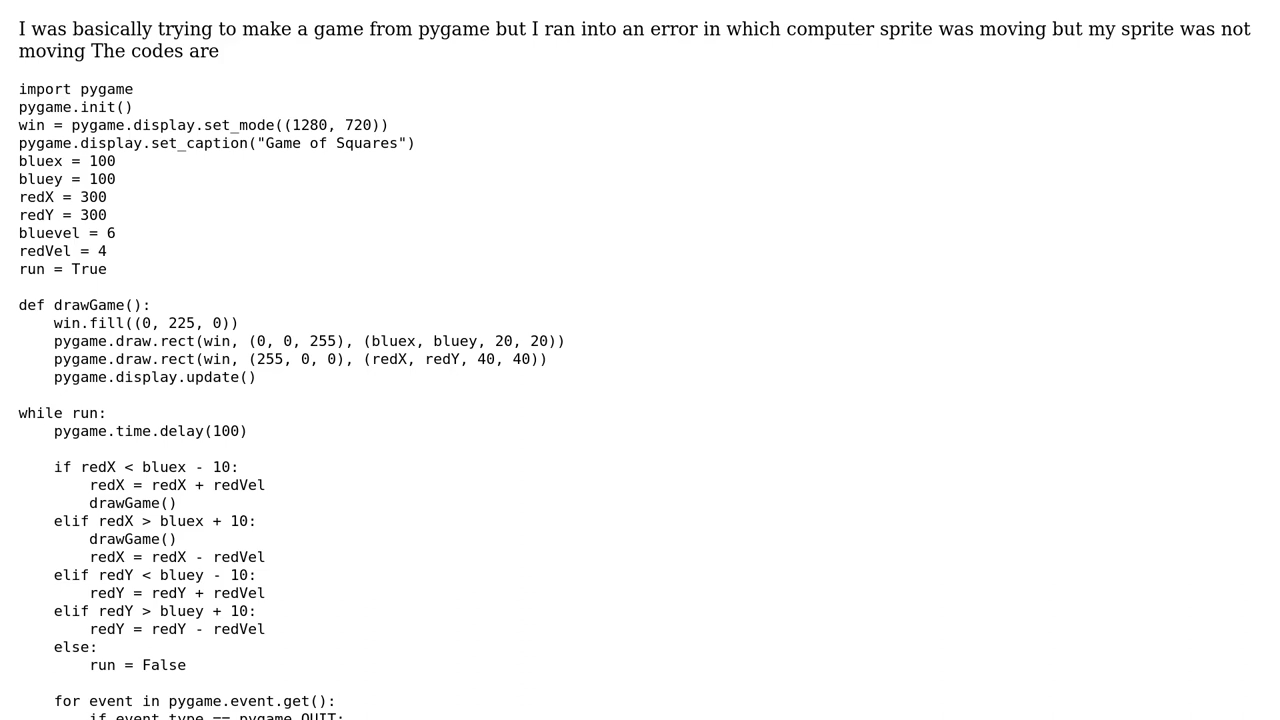 I was basically trying to make a game from pygame but I ran into an error in which computer sprite was moving but my sprite was not
moving The codes are
import pygame
pygame.init()
win = pygame.display.set_mode((1280, 720))
pygame.display.set_caption("Game of Squares")
bluex = 100
bluey = 100
redX = 300
redY = 300
bluevel = 6
redVel = 4
run = True

def drawGame():
    win.fill((0, 225, 0))
    pygame.draw.rect(win, (0, 0, 255), (bluex, bluey, 20, 20))
    pygame.draw.rect(win, (255, 0, 0), (redX, redY, 40, 40))
    pygame.display.update()

while run:
    pygame.time.delay(100)

    if redX < bluex - 10:
        redX = redX + redVel
        drawGame()
    elif redX > bluex + 10:
        drawGame()
        redX = redX - redVel
    elif redY < bluey - 10:
        redY = redY + redVel
    elif redY > bluey + 10:
        redY = redY - redVel
    else:
        run = False

    for event in pygame.event.get():
        if event.type == pygame.QUIT: